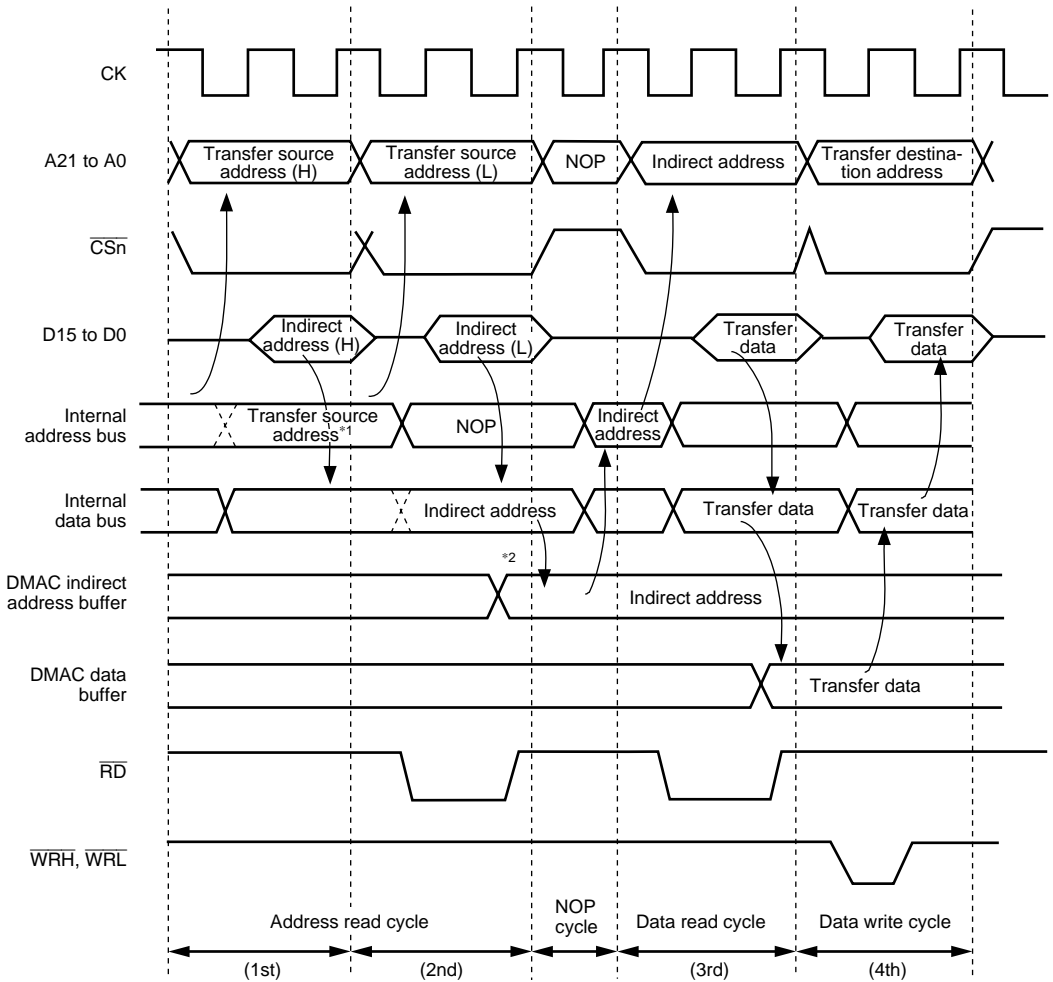 CK
A21 to A0
Transfer source
address (H)
Transfer source
address (L)
NOP
Indirect address
Transfer destina-
tion address
CSn
D15 to D0
Indirect
address (H)
Indirect
address (L)
Transfer
data
Transfer
data
Internal
address bus
Transfer source
address*1
NOP
Indirect
address
Internal
data bus
Indirect address
Transfer data
Transfer data
*2
DMAC indirect
address buffer
Indirect address
DMAC data
buffer
Transfer data
RD
WRH, WRL
Address read cycle
NOP
cycle
Data read cycle
Data write cycle
(1st)
(2nd)
(3rd)
(4th)